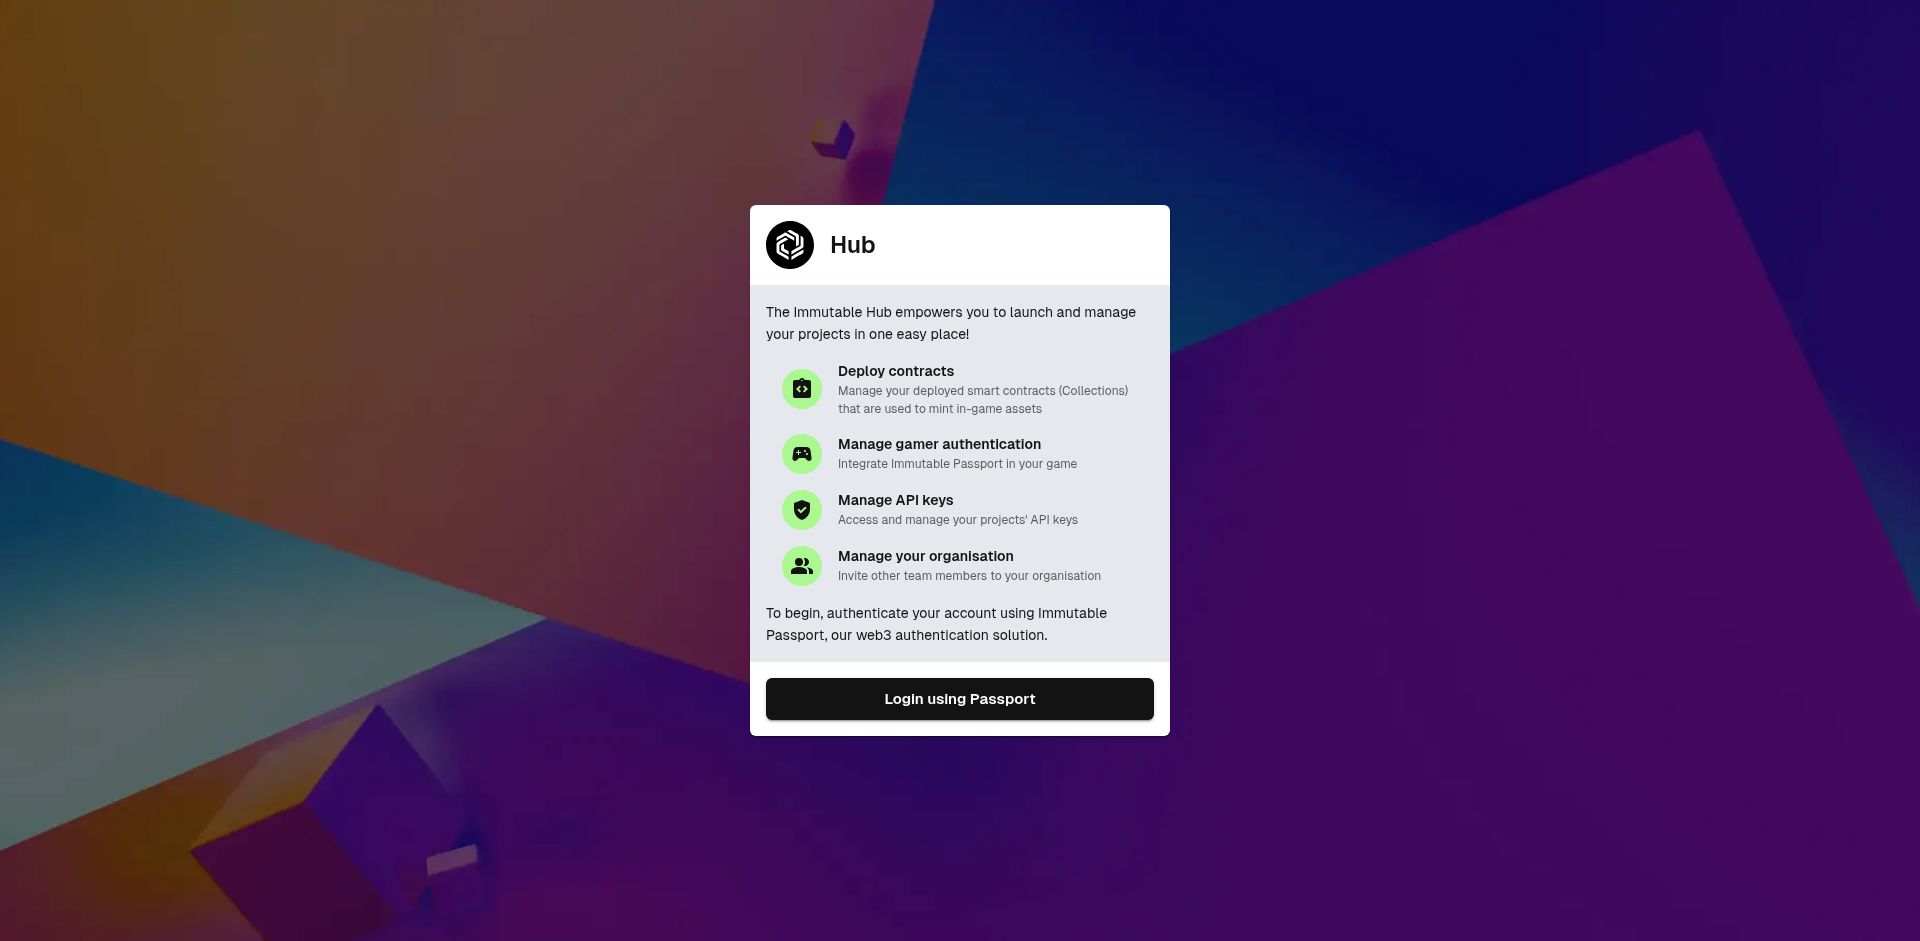 Hub
The Immutable Hub empowers you to launch and manage
your projects in one easy place!
Deploy contracts
Manage your deployed smart contracts (Collections)
that are used to mint in-game assets
Manage gamer authentication
Integrate Immutable Passport in your game
Manage API keys
Access and manage your projects' API keys
Manage your organisation
Invite other team members to your organisation
To begin, authenticate your account using Immutable
Passport, our web3 authentication solution.
Login using Passport